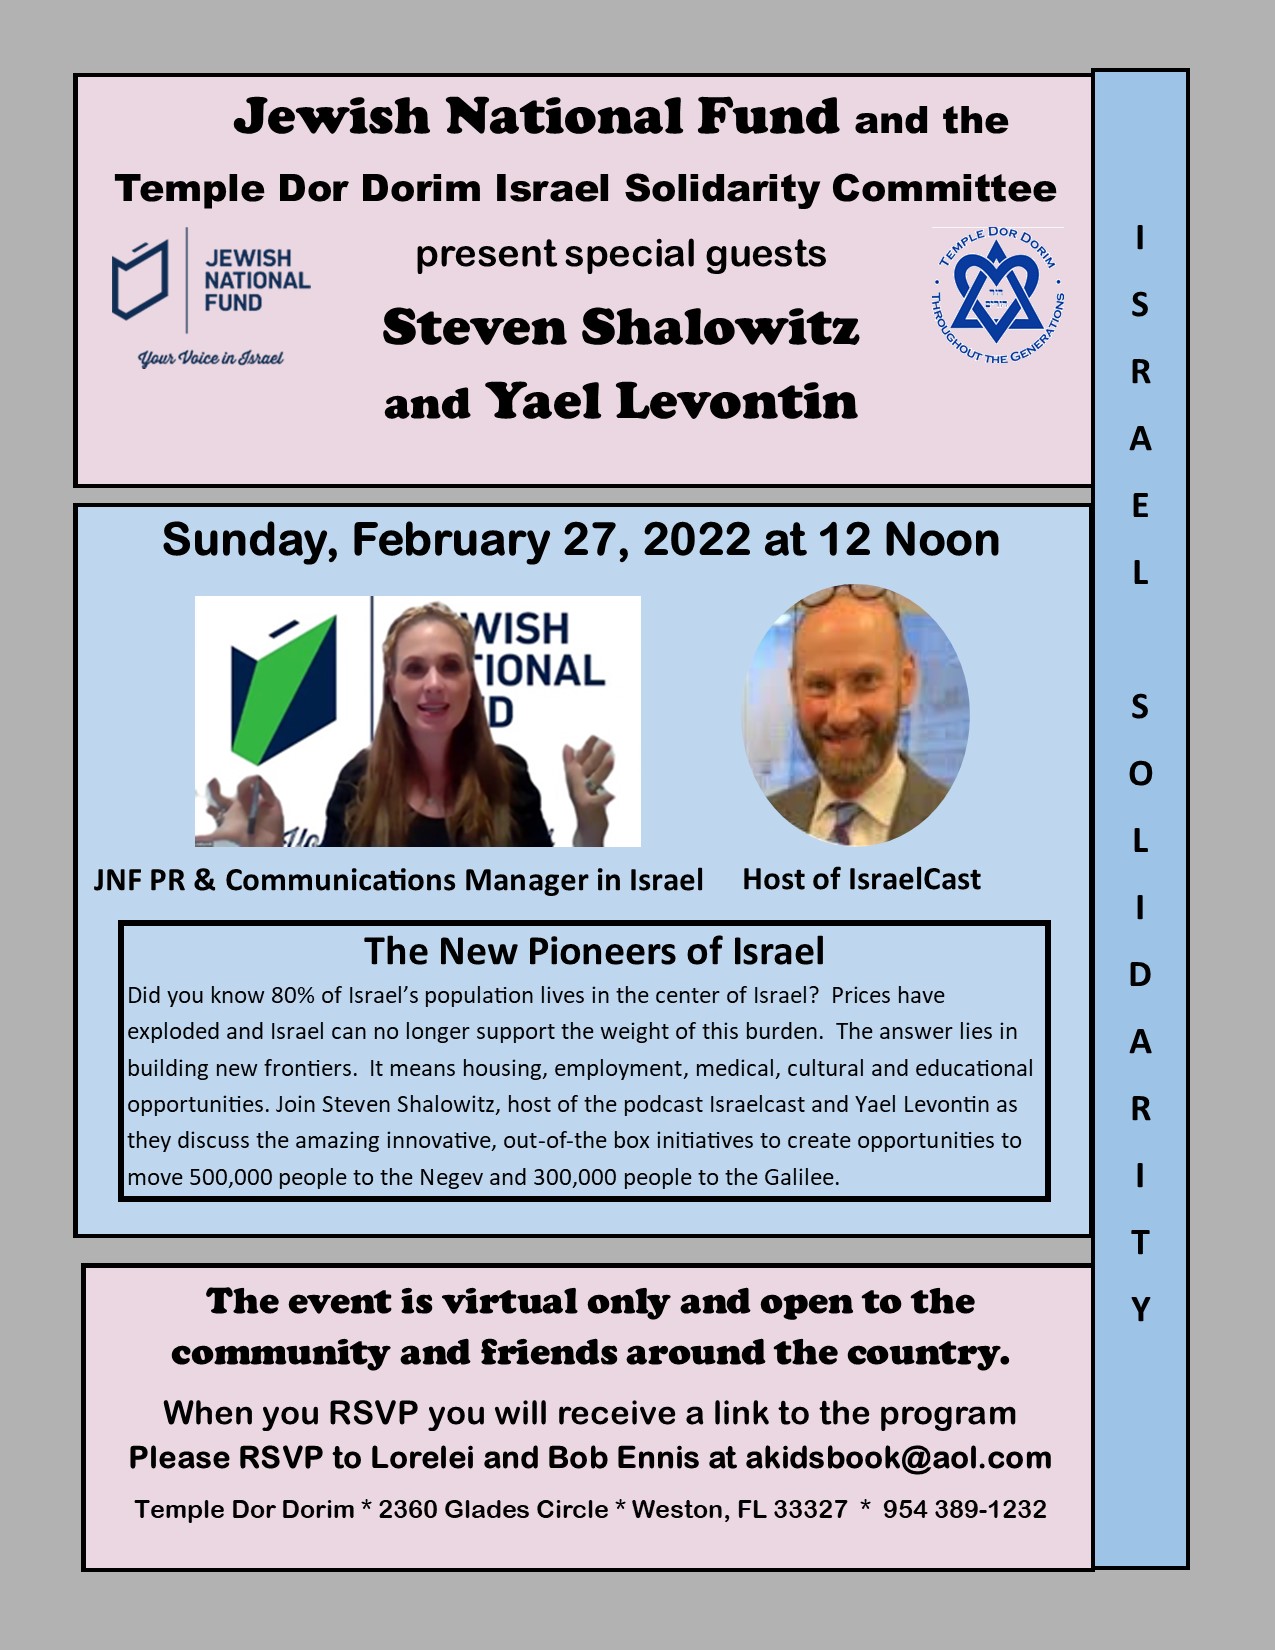 Jewish National Fund and the
Temple Dor Dorim Israel Solidarity Committee
JEWISH
NATIONAL
FUND
Your Voice in Israel
present special guests
Steven Shalowitz
and Yael Levontin
TEMPLE DOR DORIM
דור
דורים
THROUGHOUT THE GENERATIONS
Sunday, February 27, 2022 at 12 Noon
WISH
TIONAL
D
JNF PR & Communications Manager in Israel
Host of IsraelCast
The New Pioneers of Israel
Did you know 80% of Israel’s population lives in the center of Israel?  Prices have
exploded and Israel can no longer support the weight of this burden.  The answer lies in
building new frontiers.  It means housing, employment, medical, cultural and educational
opportunities. Join Steven Shalowitz, host of the podcast Israelcast and Yael Levontin as
they discuss the amazing innovative, out-of-the box initiatives to create opportunities to
move 500,000 people to the Negev and 300,000 people to the Galilee.
The event is virtual only and open to the
community and friends around the country.
When you RSVP you will receive a link to the program
Please RSVP to Lorelei and Bob Ennis at akidsbook@aol.com
Temple Dor Dorim * 2360 Glades Circle * Weston, FL 33327  *  954 389-1232
ISRAEL SOLIDARITY